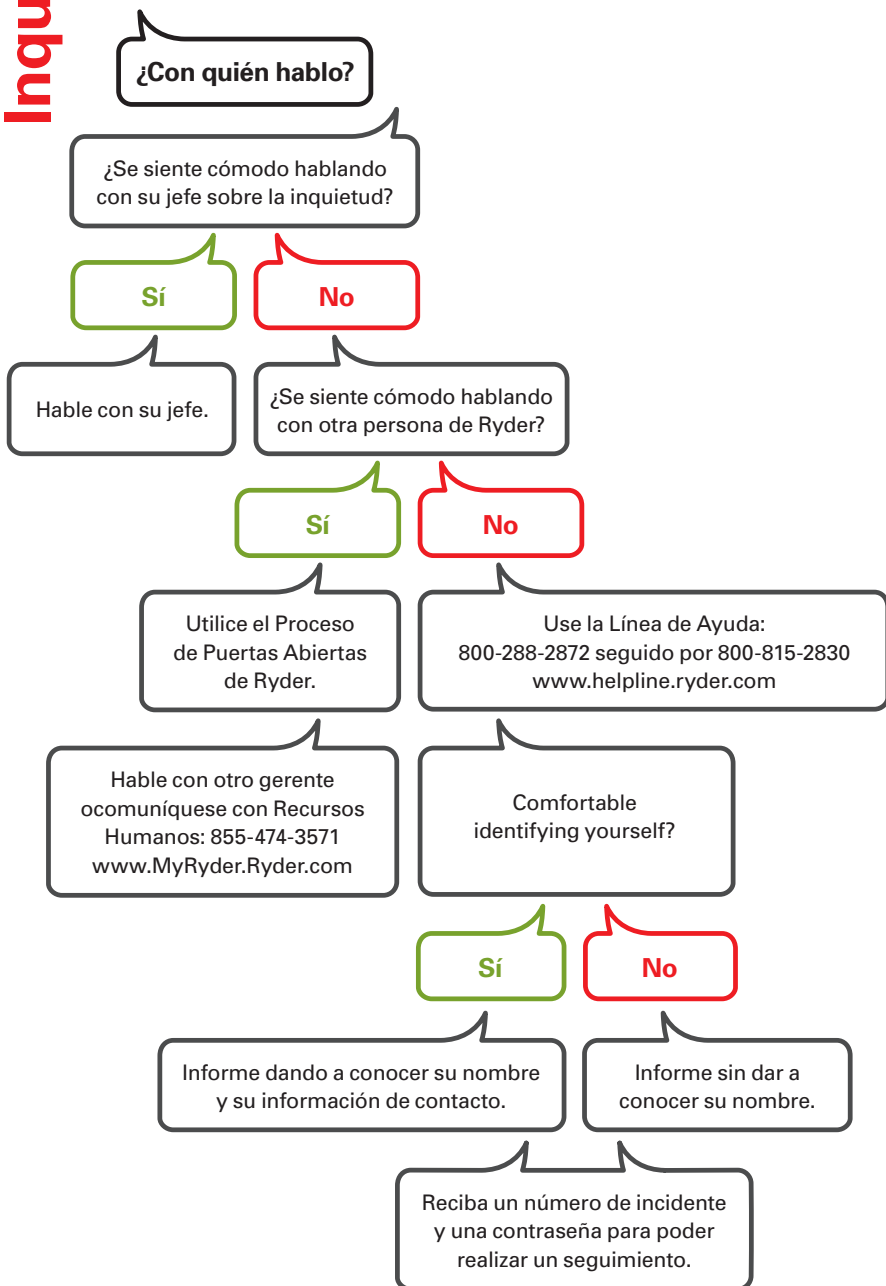 Inqu
¿Con quién hablo?
¿Se siente cómodo hablando
con su jefe sobre la inquietud?
Sí
No
Hable con su jefe.
¿Se siente cómodo hablando
con otra persona de Ryder?
Sí
No
Utilice el Proceso
de Puertas Abiertas
de Ryder.
Use la Línea de Ayuda:
800-288-2872 seguido por 800-815-2830
www.helpline.ryder.com
Hable con otro gerente
ocomuníquese con Recursos
Humanos: 855-474-3571
www.MyRyder.Ryder.com
Comfortable
identifying yourself?
Sí
No
Informe dando a conocer su nombre
y su información de contacto.
Informe sin dar a
conocer su nombre.
Reciba un número de incidente
y una contraseña para poder
realizar un seguimiento.